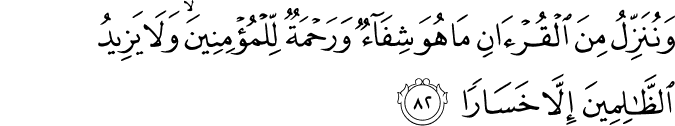 وَنُنَزِّلُ مِنَ ٱلْقُرْءَانِ مَا هُوَ شِفَآءٌۭ وَرَحْمَةٌۭ لِّلْمُؤْمِنِينَ ۙ وَلَا يَزِيدُ
ٱلظَّـٰلِمِينَ إِلَّا خَسَارًۭا ٨٢